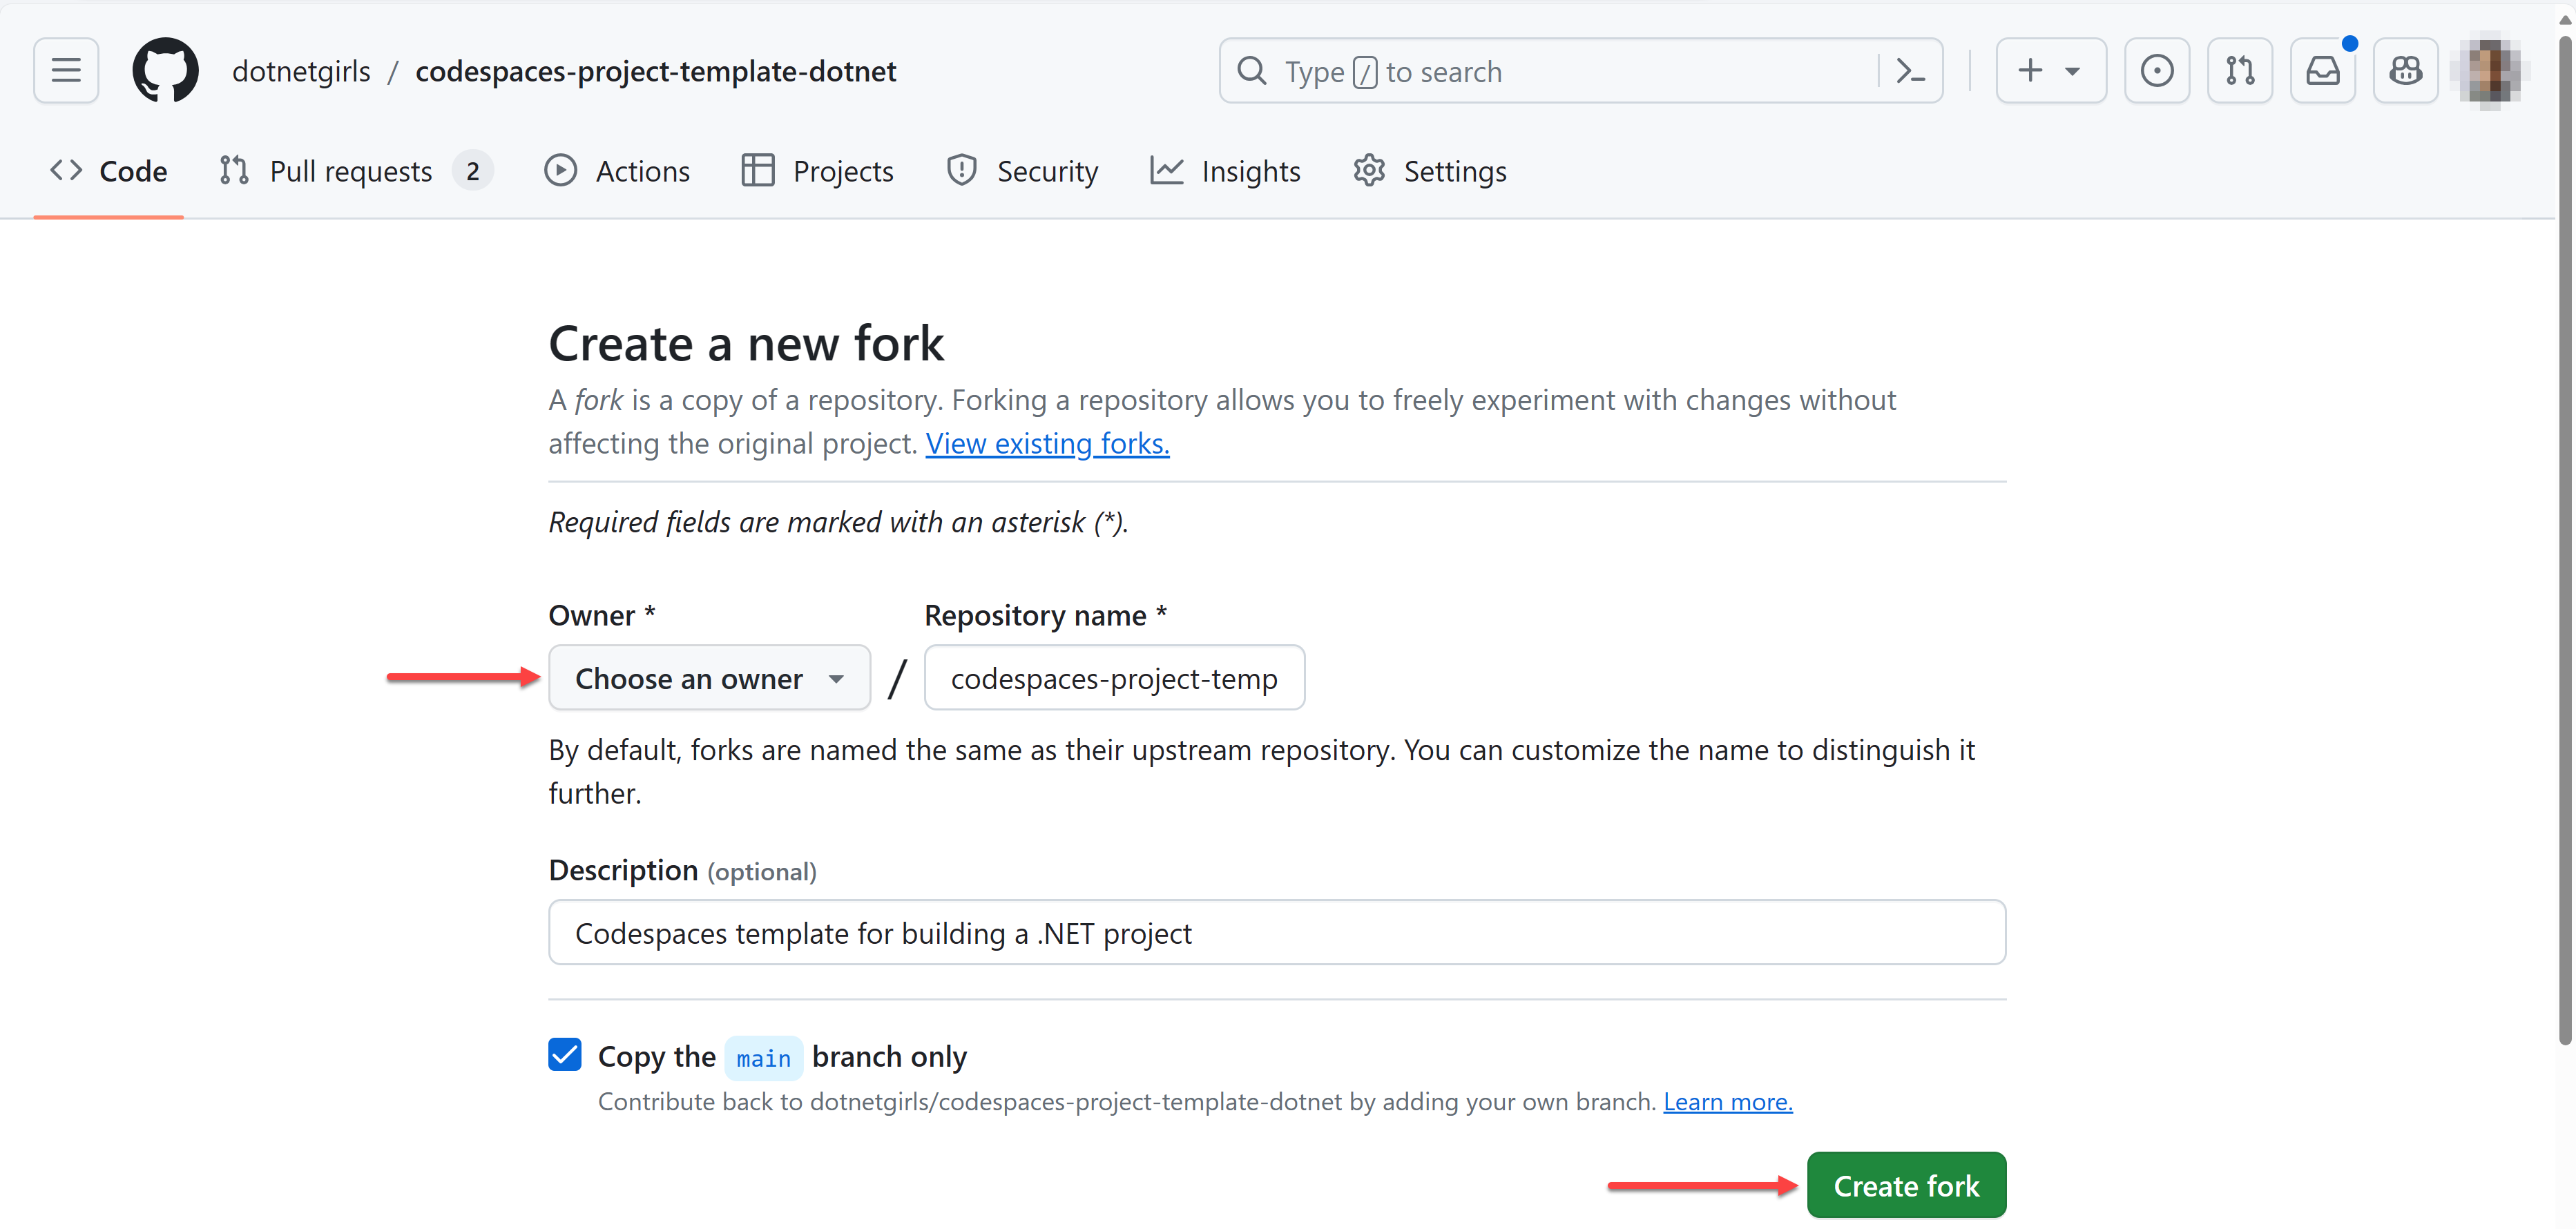 dotnetgirls / codespaces-project-template-dotnet
Type / to search
Code
Pull requests 2
Actions
Projects
Security
Insights
Settings
Create a new fork
A fork is a copy of a repository. Forking a repository allows you to freely experiment with changes without
affecting the original project. View existing forks.
Required fields are marked with an asterisk (*).
Owner *
Repository name *
Choose an owner
/
codespaces-project-temp
By default, forks are named the same as their upstream repository. You can customize the name to distinguish it
further.
Description (optional)
Codespaces template for building a .NET project
Copy the main branch only
Contribute back to dotnetgirls/codespaces-project-template-dotnet by adding your own branch. Learn more.
Create fork